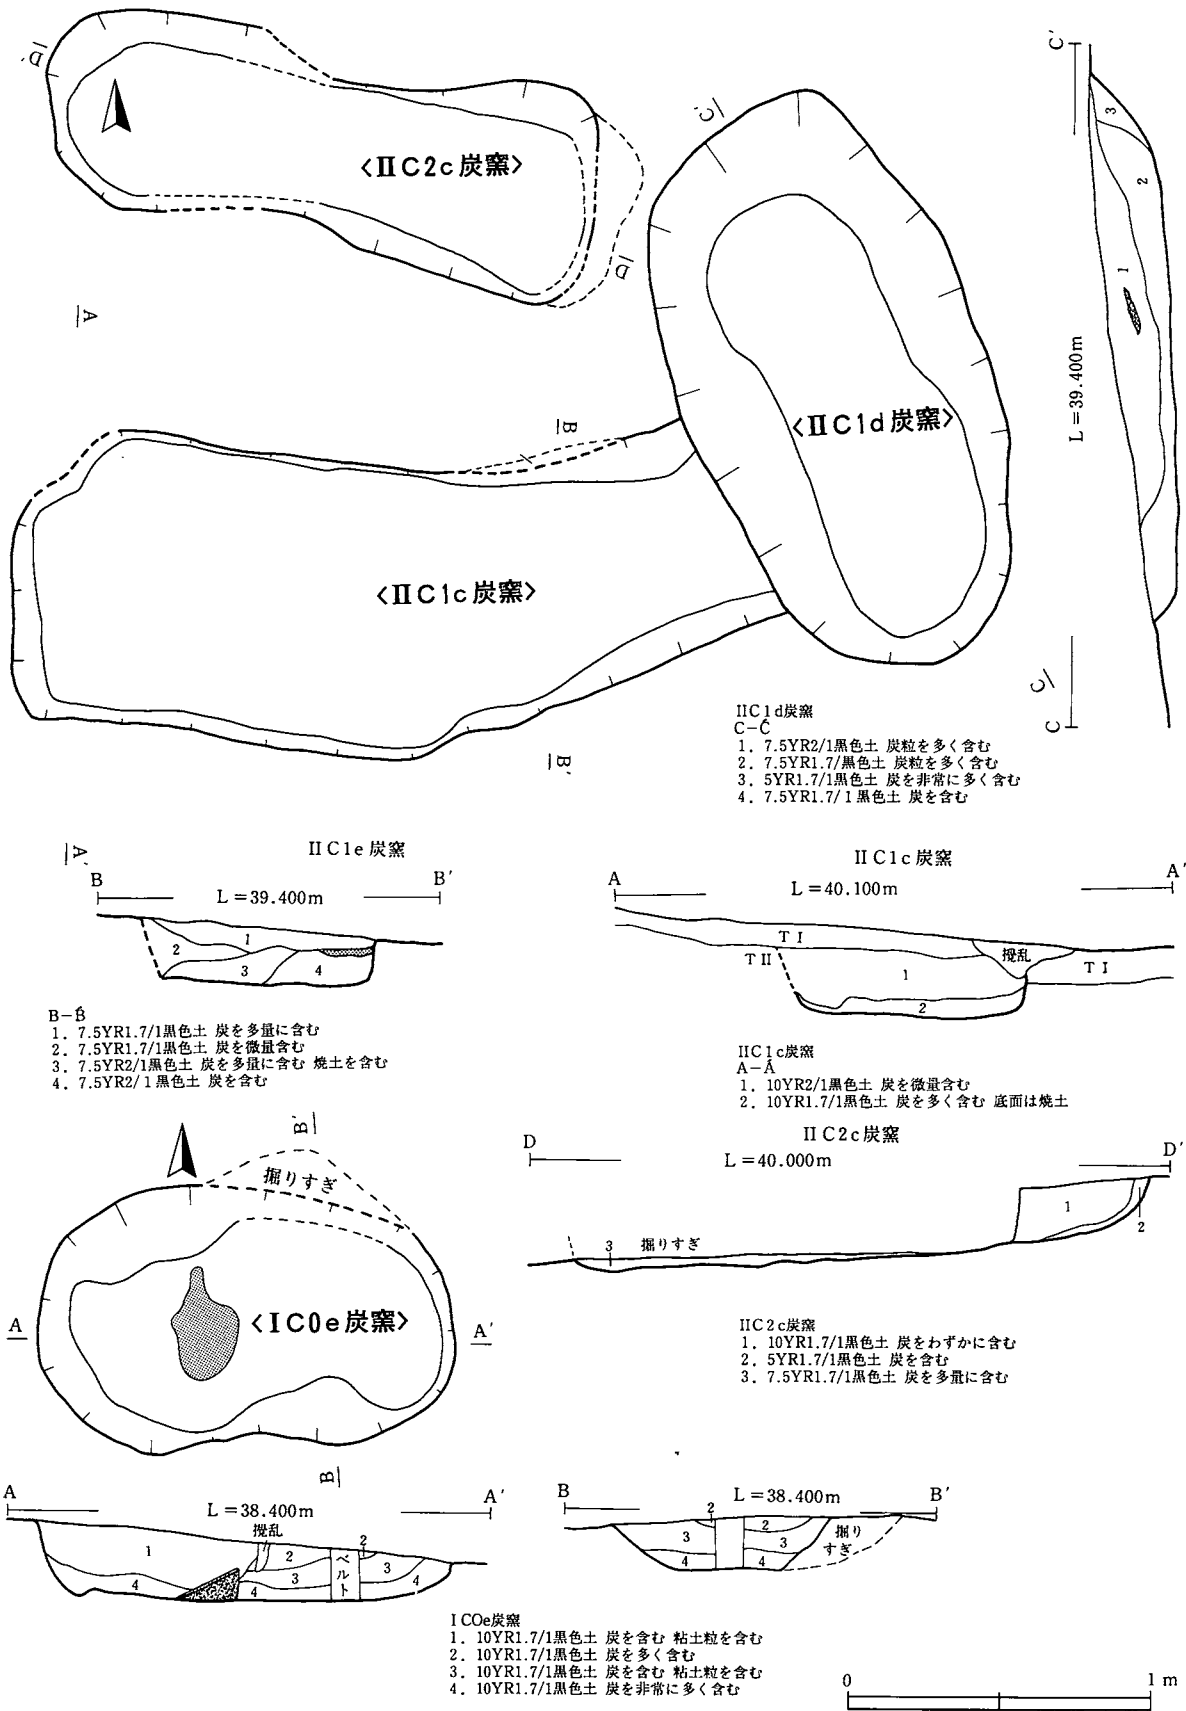 D'
<ⅡC2c炭窯>
D
A
C'
C'
3
2
1
L=39.400m
B
<ⅡC1d炭窯>
<ⅡC1c炭窯>
B'
C
C
ⅡC1d炭窯
C-C'
1. 7.5YR2/1黒色土 炭粒を多く含む
2. 7.5YR1.7/黒色土 炭粒を多く含む
3. 5YR1.7/1黒色土 炭を非常に多く含む
4. 7.5YR1.7/1黒色土 炭を含む
A'
ⅡC1e炭窯
B B'
L=39.400m
1
2
3 4
B-B'
1. 7.5YR1.7/1黒色土 炭を多量に含む
2. 7.5YR1.7/1黒色土 炭を微量含む
3. 7.5YR2/1黒色土 炭を多量に含む 焼土を含む
4. 7.5YR2/1黒色土 炭を含む
ⅡC1c炭窯
A A'
L=40.100m
TⅠ
TⅡ 攪乱 TⅠ
1
2
ⅡC1c炭窯
A-A'
1. 10YR2/1黒色土 炭を微量含む
2. 10YR1.7/1黒色土 炭を多く含む 底面は焼土
B'
掘りすぎ
<ⅠC0e炭窯>
A A'
B
ⅡC2c炭窯
D D'
L=40.000m
1
2
3 掘りすぎ
ⅡC2c炭窯
1. 10YR1.7/1黒色土 炭をわずかに含む
2. 5YR1.7/1黒色土 炭を含む
3. 7.5YR1.7/1黒色土 炭を多量に含む
A A'
L=38.400m
攪乱
1 2 ベルト 2
3 3
4 4 4
B B'
L=38.400m
2 2
3 3 掘りすぎ
4 4
ⅠCOe炭窯
1. 10YR1.7/1黒色土 炭を含む 粘土粒を含む
2. 10YR1.7/1黒色土 炭を多く含む
3. 10YR1.7/1黒色土 炭を含む 粘土粒を含む
4. 10YR1.7/1黒色土 炭を非常に多く含む
0 1m